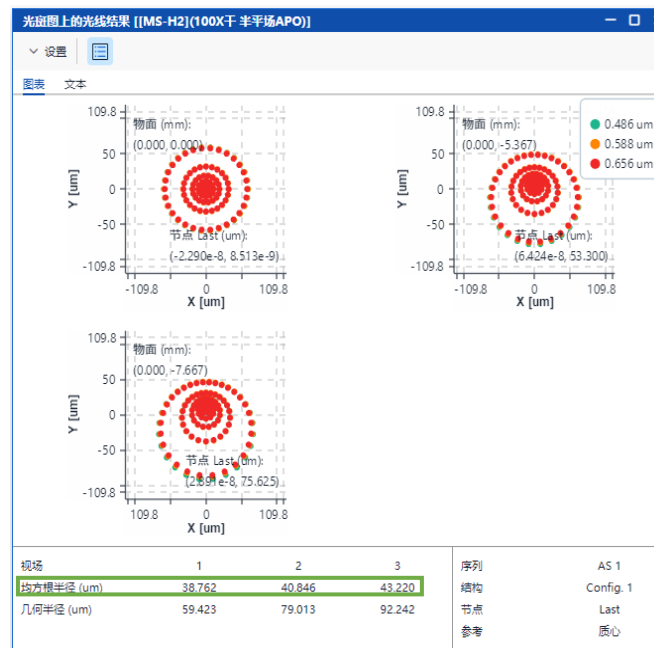 光斑图上的光线结果 [[MS-H2](100X干 半平场APO)]
设置
图表 文本
109.8
50
0
-50
-109.8
Y [um]
物面 (mm):
(0.000, 0.000)
节点 Last (um):
(-2.290e-8, 8.513e-9)
-109.8 0 109.8
X [um]
109.8
50
0
-50
-109.8
Y [um]
物面 (mm):
(0.000, -5.367)
节点 Last (um):
(6.424e-8, 53.300)
-109.8 0 109.8
X [um]
0.486 um
0.588 um
0.656 um
109.8
50
0
-50
-109.8
Y [um]
物面 (mm):
(0.000, -7.667)
节点 Last (um):
(2.891e-8, 75.625)
109.8 0 109.8
X [um]
视场 1 2 3
均方根半径 (um) 38.762 40.846 43.220
几何半径 (um) 59.423 79.013 92.242
序列 AS 1
结构 Config. 1
节点 Last
参考 质心